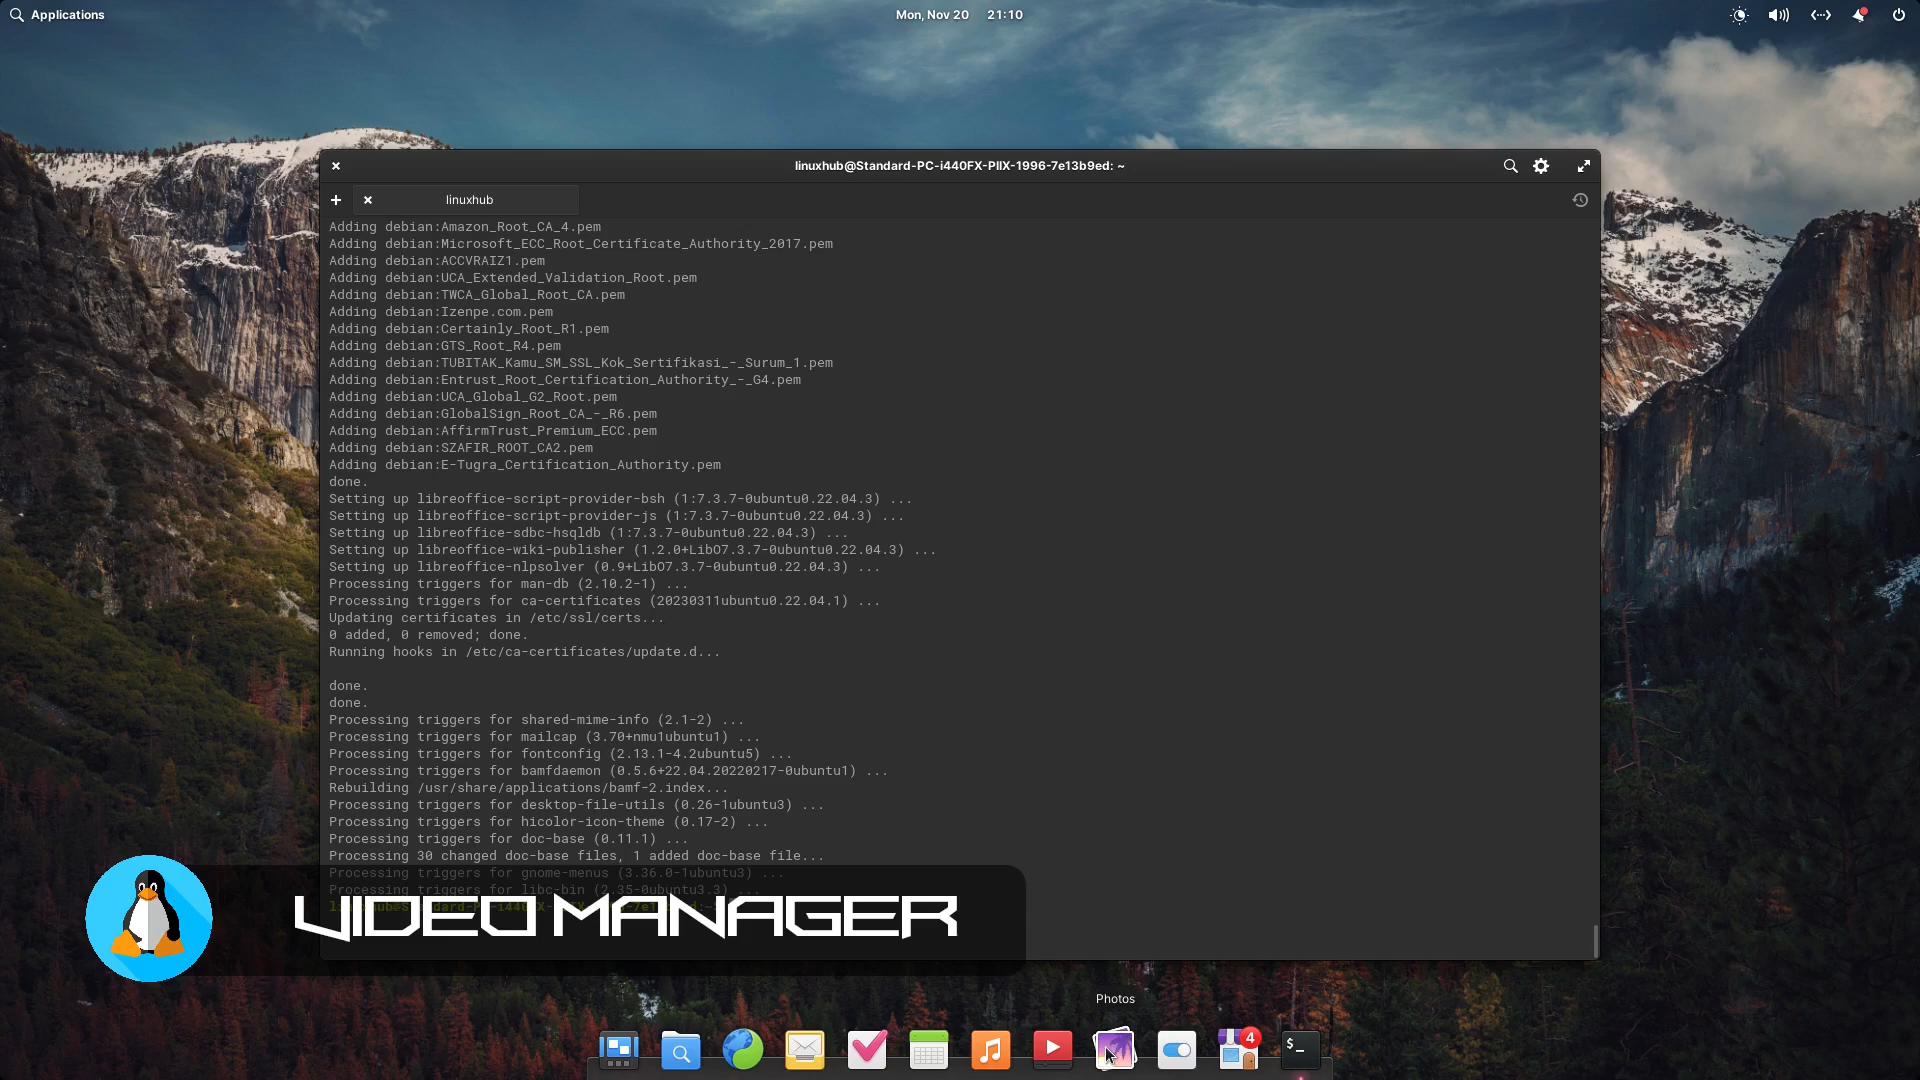 Applications
Mon, Nov 20 21:10
linuxhub@Standard-PC-i440FX-PIIX-1996-7e13b9ed: ~
linuxhub
Adding debian:Amazon_Root_CA_4.pem
Adding debian:Microsoft_ECC_Root_Certificate_Authority_2017.pem
Adding debian:ACCVRAIZ1.pem
Adding debian:UCA_Extended_Validation_Root.pem
Adding debian:TWCA_Global_Root_CA.pem
Adding debian:Izenpe.com.pem
Adding debian:Certainly_Root_R1.pem
Adding debian:GTS_Root_R4.pem
Adding debian:TUBITAK_Kamu_SM_SSL_Kok_Sertifikasi_-_Surum_1.pem
Adding debian:Entrust_Root_Certification_Authority_-_G4.pem
Adding debian:UCA_Global_G2_Root.pem
Adding debian:GlobalSign_Root_CA_-_R6.pem
Adding debian:AffirmTrust_Premium_ECC.pem
Adding debian:SZAFIR_ROOT_CA2.pem
Adding debian:E-Tugra_Certification_Authority.pem
done.
Setting up libreoffice-script-provider-bsh (1:7.3.7-0ubuntu0.22.04.3) ...
Setting up libreoffice-script-provider-js (1:7.3.7-0ubuntu0.22.04.3) ...
Setting up libreoffice-sdbc-hsqldb (1:7.3.7-0ubuntu0.22.04.3) ...
Setting up libreoffice-wiki-publisher (1.2.0+LibO7.3.7-0ubuntu0.22.04.3) ...
Setting up libreoffice-nlpsolver (0.9+LibO7.3.7-0ubuntu0.22.04.3) ...
Processing triggers for man-db (2.10.2-1) ...
Processing triggers for ca-certificates (20230311ubuntu0.22.04.1) ...
Updating certificates in /etc/ssl/certs...
0 added, 0 removed; done.
Running hooks in /etc/ca-certificates/update.d...
done.
done.
Processing triggers for shared-mime-info (2.1-2) ...
Processing triggers for mailcap (3.70+nmu1ubuntu1) ...
Processing triggers for fontconfig (2.13.1-4.2ubuntu5) ...
Processing triggers for bamfdaemon (0.5.6+22.04.20220217-0ubuntu1) ...
Rebuilding /usr/share/applications/bamf-2.index...
Processing triggers for desktop-file-utils (0.26-1ubuntu3) ...
Processing triggers for hicolor-icon-theme (0.17-2) ...
Processing triggers for doc-base (0.11.1) ...
Processing 30 changed doc-base files, 1 added doc-base file...
Processing triggers for gnome-menus (3.36.0-1ubuntu3) ...
Processing triggers for libc-bin (2.35-0ubuntu3.3) ...
VIDEO MANAGER
Photos
4
$_